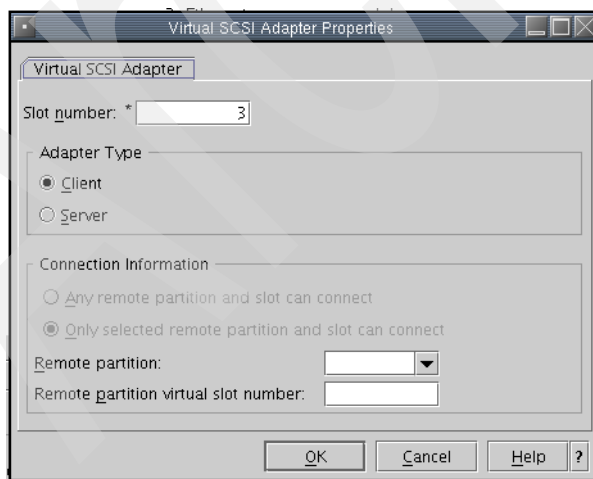 Virtual SCSI Adapter Properties
Virtual SCSI Adapter
Slot number: * 3
Adapter Type
Client
Server
Connection Information
Any remote partition and slot can connect
Only selected remote partition and slot can connect
Remote partition:
Remote partition virtual slot number:
OK Cancel Help ?